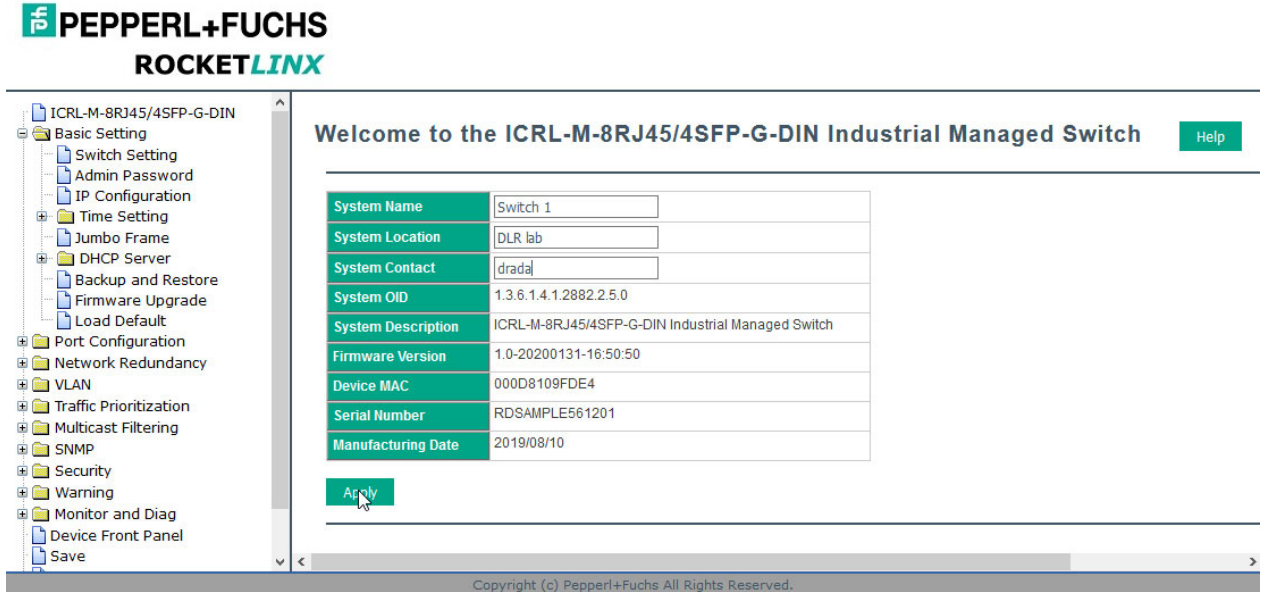 PEPPERL+FUCHS
ROCKETLINX
ICRL-M-8RJ45/4SFP-G-DIN
Basic Setting
Switch Setting
Admin Password
IP Configuration
Time Setting
Jumbo Frame
DHCP Server
Backup and Restore
Firmware Upgrade
Load Default
Port Configuration
Network Redundancy
VLAN
Traffic Prioritization
Multicast Filtering
SNMP
Security
Warning
Monitor and Diag
Device Front Panel
Save
Welcome to the ICRL-M-8RJ45/4SFP-G-DIN Industrial Managed Switch
Help
System Name Switch 1
System Location DLR lab
System Contact drada
System OID 1.3.6.1.4.1.2882.2.5.0
System Description ICRL-M-8RJ45/4SFP-G-DIN Industrial Managed Switch
Firmware Version 1.0-20200131-16:50:50
Device MAC 000D8109FDE4
Serial Number RDSAMPLE561201
Manufacturing Date 2019/08/10
Apply
Copyright (c) Pepperl+Fuchs All Rights Reserved.